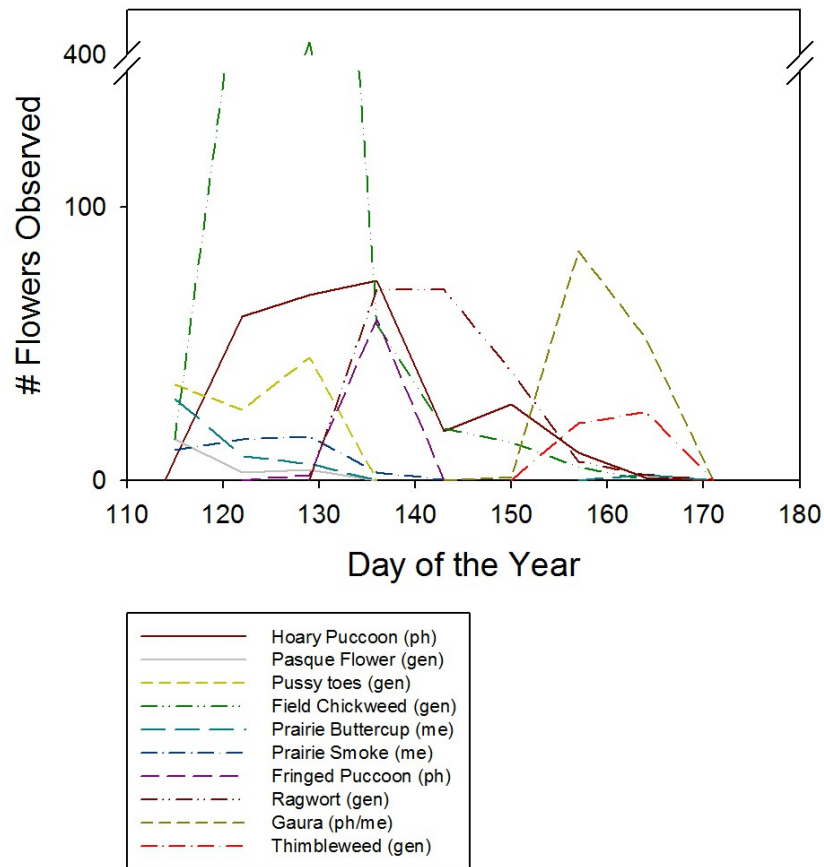 400
100
0
# Flowers Observed
110 120 130 140 150 160 170 180
Day of the Year
Hoary Puccoon (ph)
Pasque Flower (gen)
Pussy toes (gen)
Field Chickweed (gen)
Prairie Buttercup (me)
Prairie Smoke (me)
Fringed Puccoon (ph)
Ragwort (gen)
Gaura (ph/me)
Thimbleweed (gen)